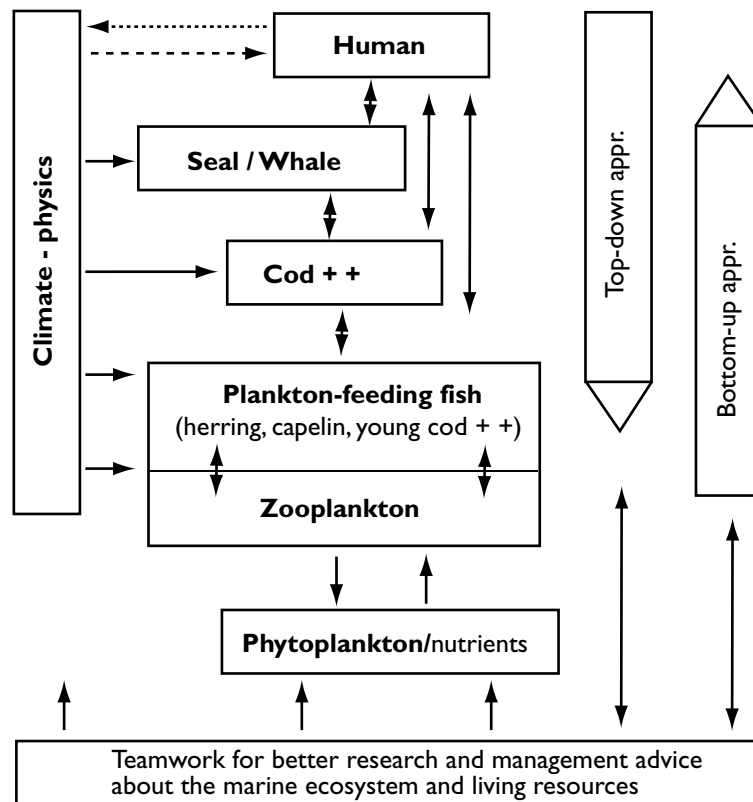 Human
Seal / Whale
Cod + +
Climate - physics
Plankton-feeding fish
(herring, capelin, young cod + +)
Zooplankton
Phytoplankton/nutrients
Top-down appr.
Bottom-up appr.
Teamwork for better research and management advice
about the marine ecosystem and living resources